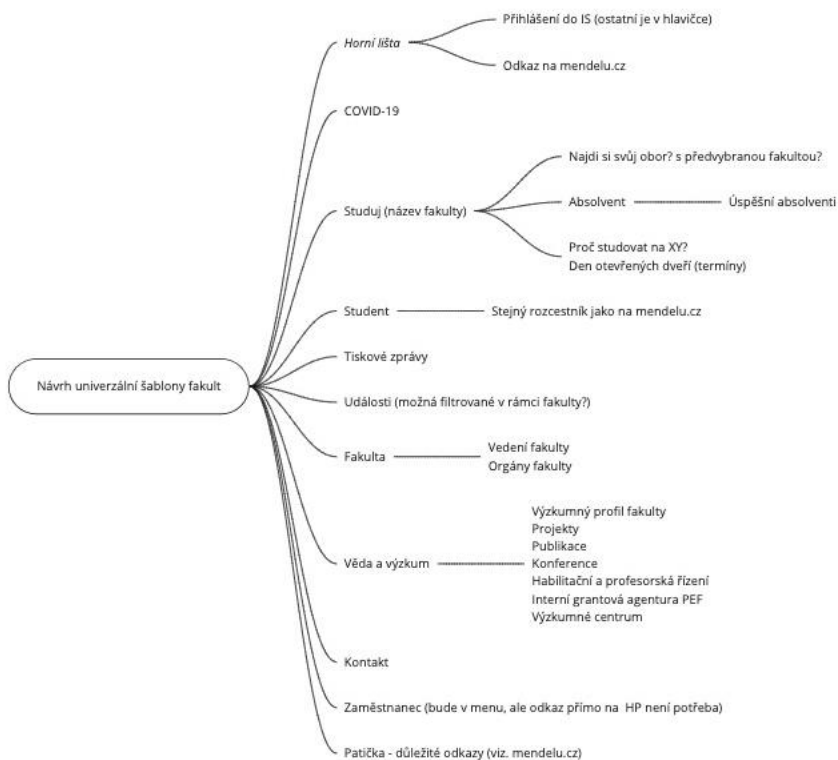 Návrh univerzální šablony fakult
Horní lišta
Přihlášení do IS (ostatní je v hlavičce)
Odkaz na mendelu.cz
COVID-19
Studuj (název fakulty)
Najdi si svůj obor? s předvybranou fakultou?
Absolvent
Úspěšní absolventi
Proč studovat na XY?
Den otevřených dveří (termíny)
Student
Stejný rozcestník jako na mendelu.cz
Tiskové zprávy
Události (možná filtrované v rámci fakulty?)
Fakulta
Vedení fakulty
Orgány fakulty
Věda a výzkum
Výzkumný profil fakulty
Projekty
Publikace
Konference
Habilitační a profesorská řízení
Interní grantová agentura PEF
Výzkumné centrum
Kontakt
Zaměstnanec (bude v menu, ale odkaz přímo na HP není potřeba)
Patička - důležité odkazy (viz. mendelu.cz)